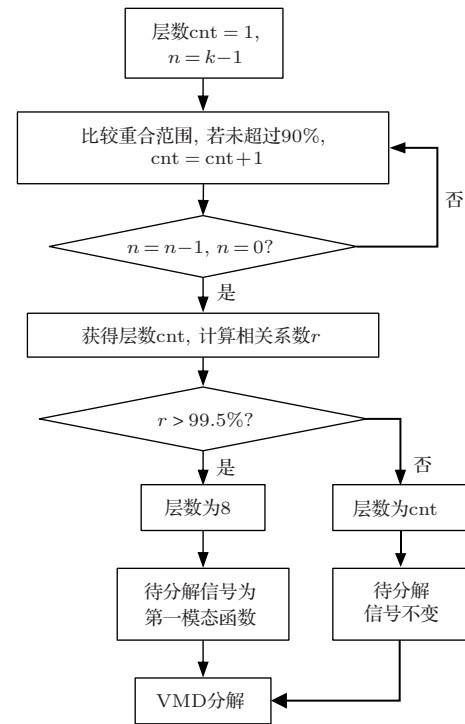 层数cnt = 1,
n = k−1
比较重合范围, 若未超过90%,
cnt = cnt+1
否
n = n−1, n = 0?
是
获得层数cnt, 计算相关系数r
r > 99.5%?
是
否
层数为8
层数为cnt
待分解信号为
第一模态函数
待分解
信号不变
VMD分解